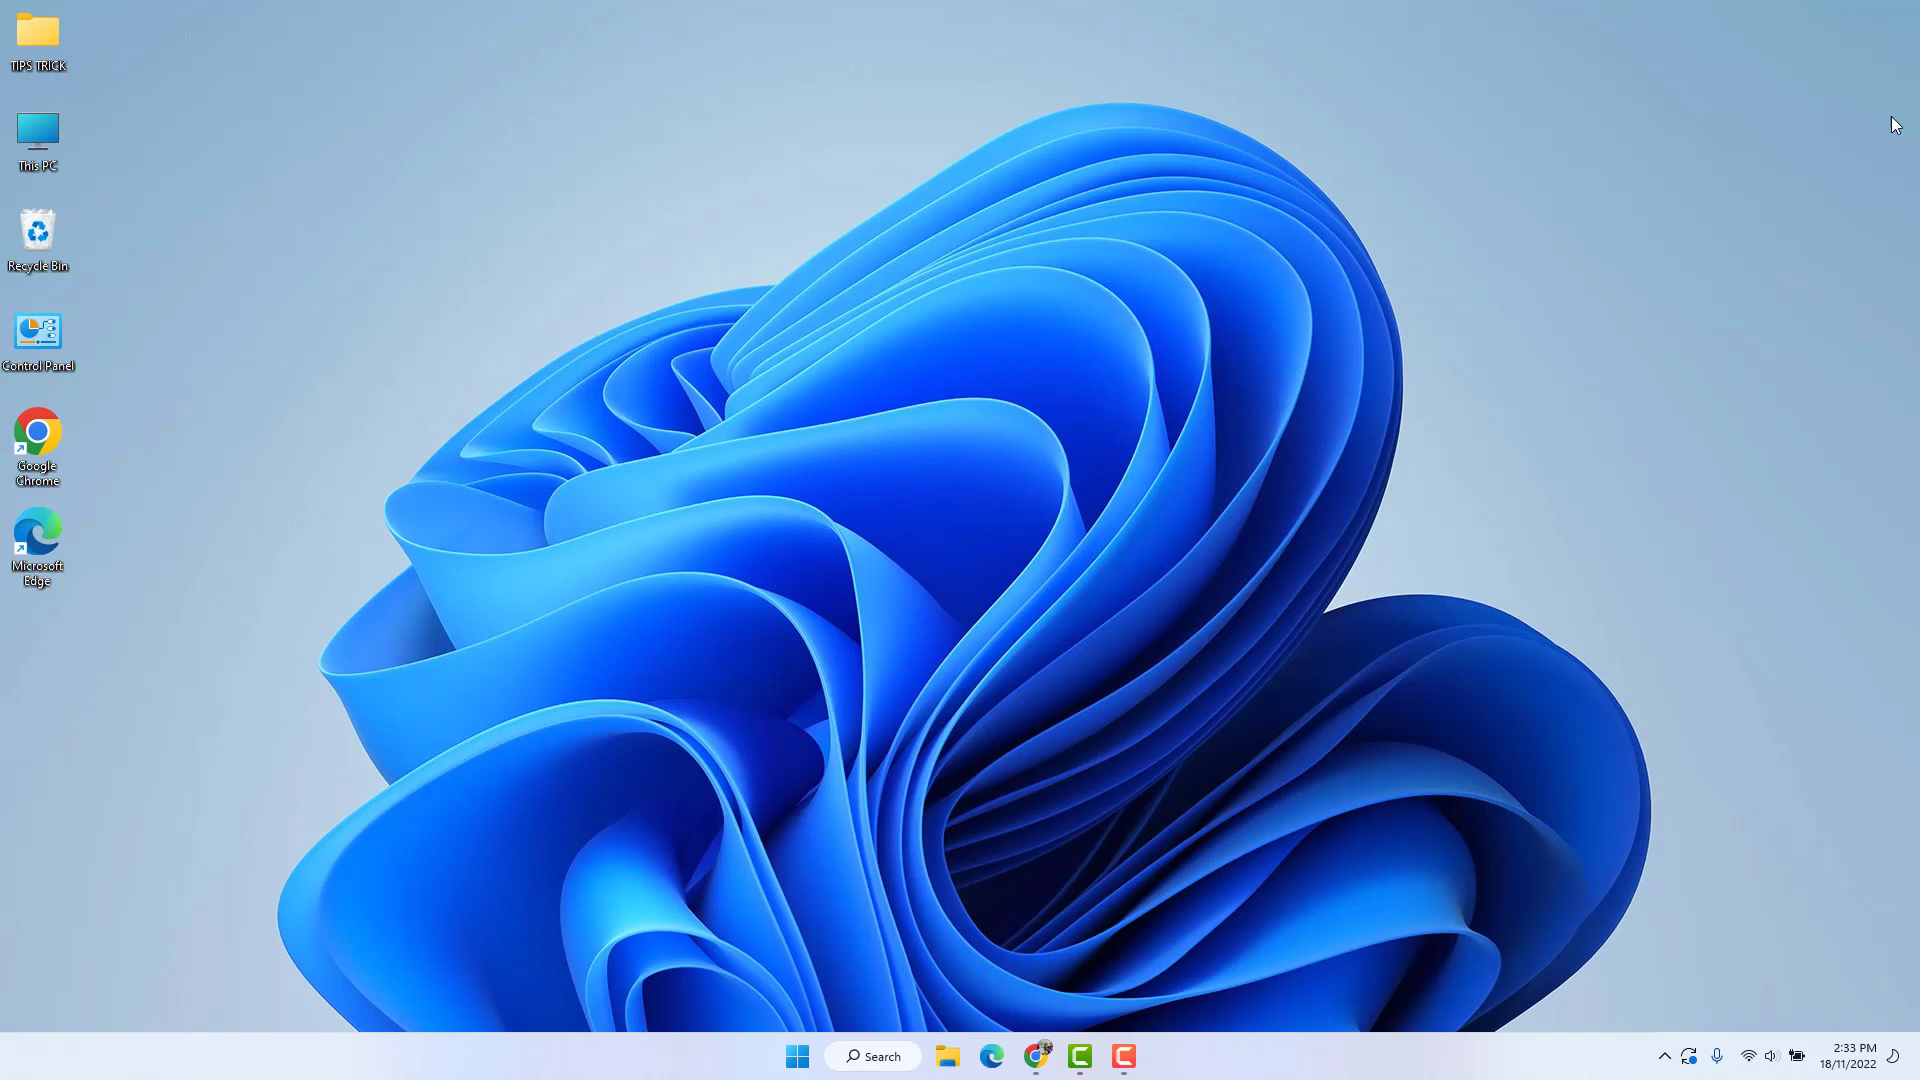 TIPS TRICK
This PC
Recycle Bin
Control Panel
Google
Chrome
Microsoft
Edge
Search
2:33 PM
18/11/2022